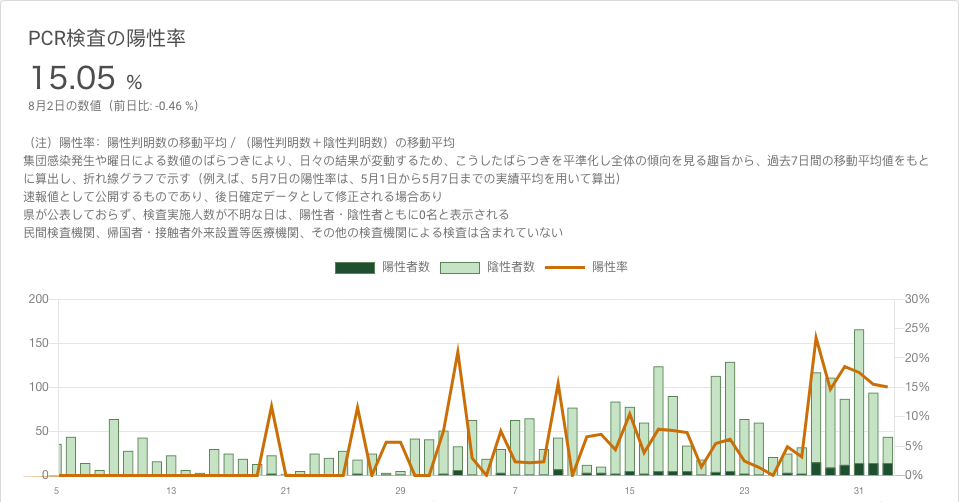 PCR検査の陽性率
15.05 %
8月2日の数値（前日比: -0.46 %）
（注）陽性率：陽性判明数の移動平均 / （陽性判明数＋陰性判明数）の移動平均
集団感染発生や曜日による数値のばらつきにより、日々の結果が変動するため、こうしたばらつきを平準化し全体の傾向を見る趣旨から、過去7日間の移動平均値をもと
に算出し、折れ線グラフで示す（例えば、5月7日の陽性率は、5月1日から5月7日までの実績平均を用いて算出）
速報値として公開するものであり、後日確定データとして修正される場合あり
県が公表しておらず、検査実施人数が不明な日は、陽性者・陰性者ともに0名と表示される
民間検査機関、帰国者・接触者外来設置等医療機関、その他の検査機関による検査は含まれていない
陽性者数 陰性者数 陽性率
200 30%
25%
150
20%
100 15%
10%
50
5%
0 0%
5 13 21 29 7 15 23 31